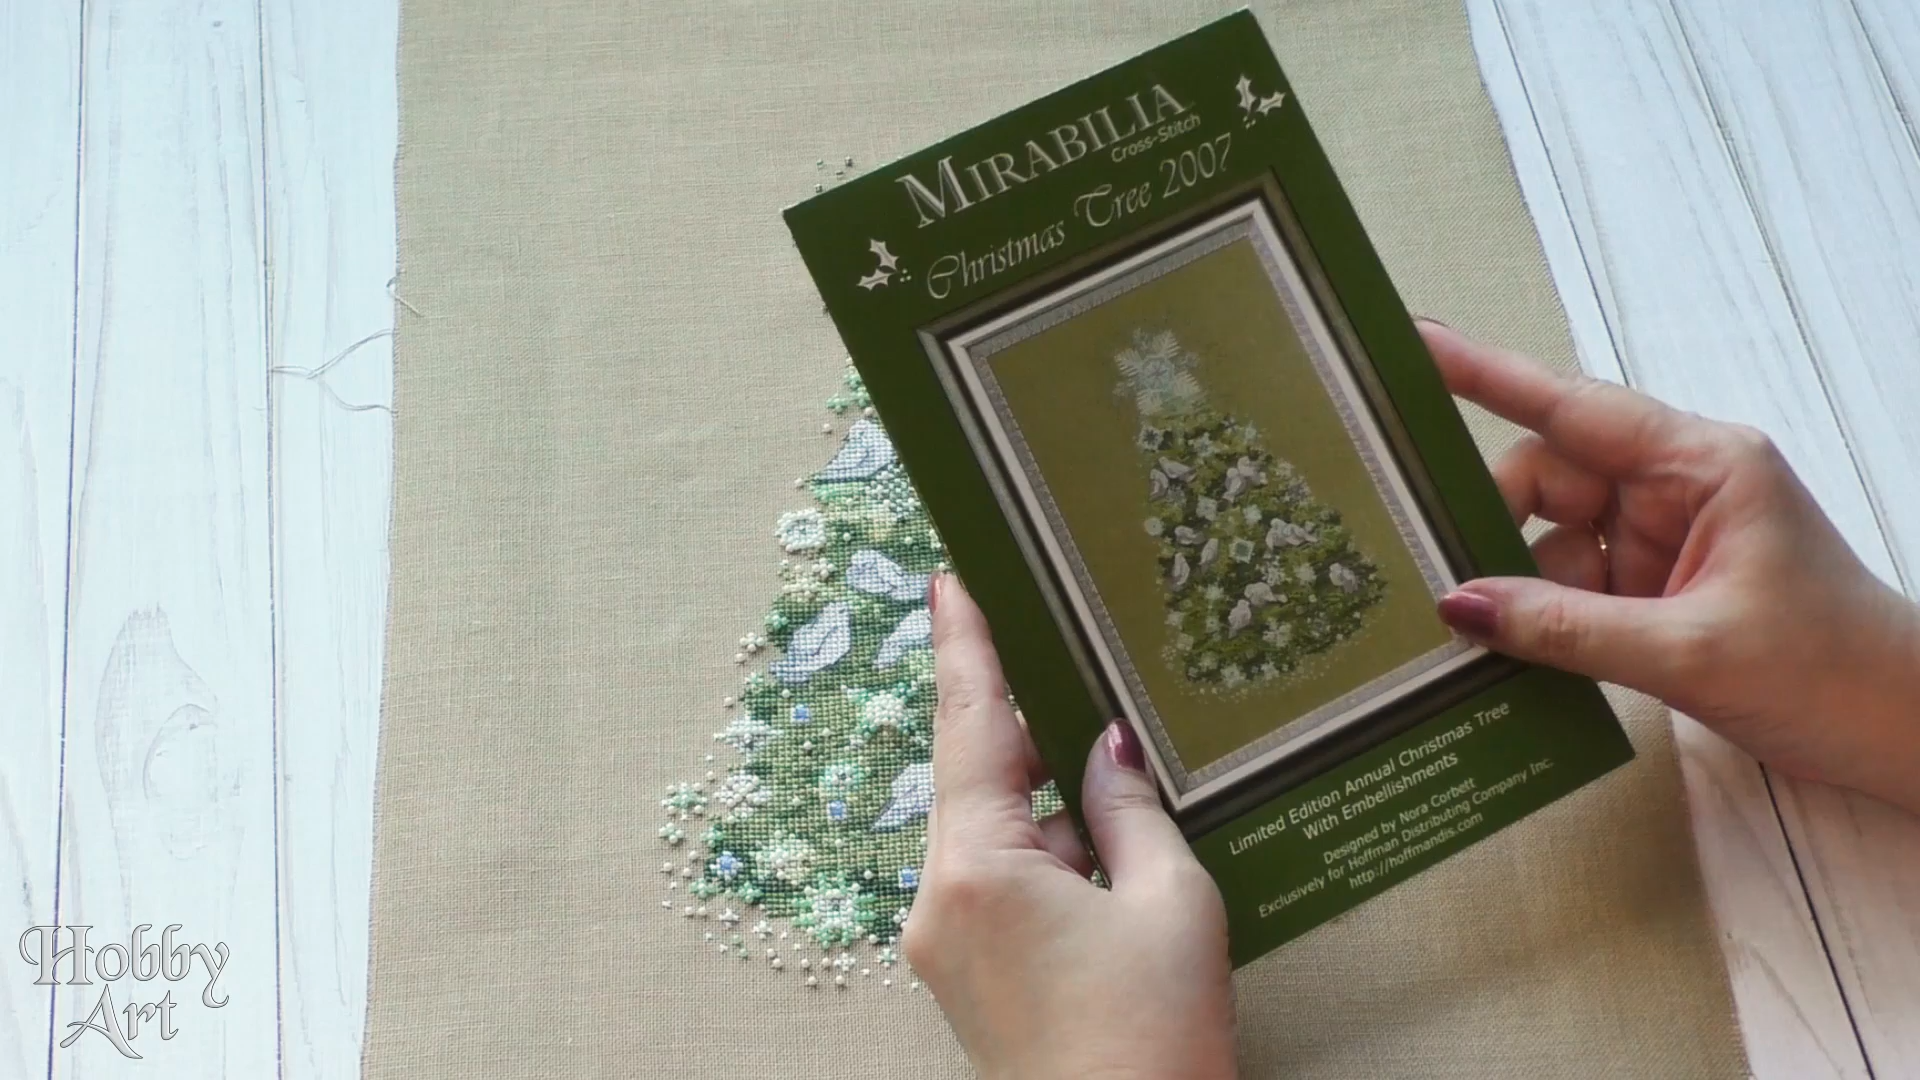 MIRABILIA
Cross-Stitch
Christmas Tree 2007
Limited Edition Annual Christmas Tree
With Embellishments
Designed by Nora Corbett
Exclusively for Hoffman Distributing Company Inc.
http://hoffmandis.com
Hobby
Art